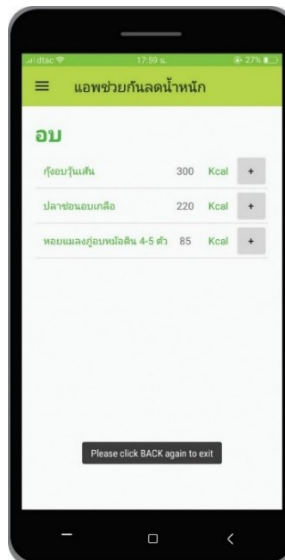 dtac 17:59 น. 27%
แอพช่วยกันลดน้ำหนัก
อบ
กุ้งอบวุ้นเส้น 300 Kcal +
ปลาช่อนอบเกลือ 220 Kcal +
หอยแมลงภู่อบหม้อดิน 4-5 ตัว 85 Kcal +
Please click BACK again to exit